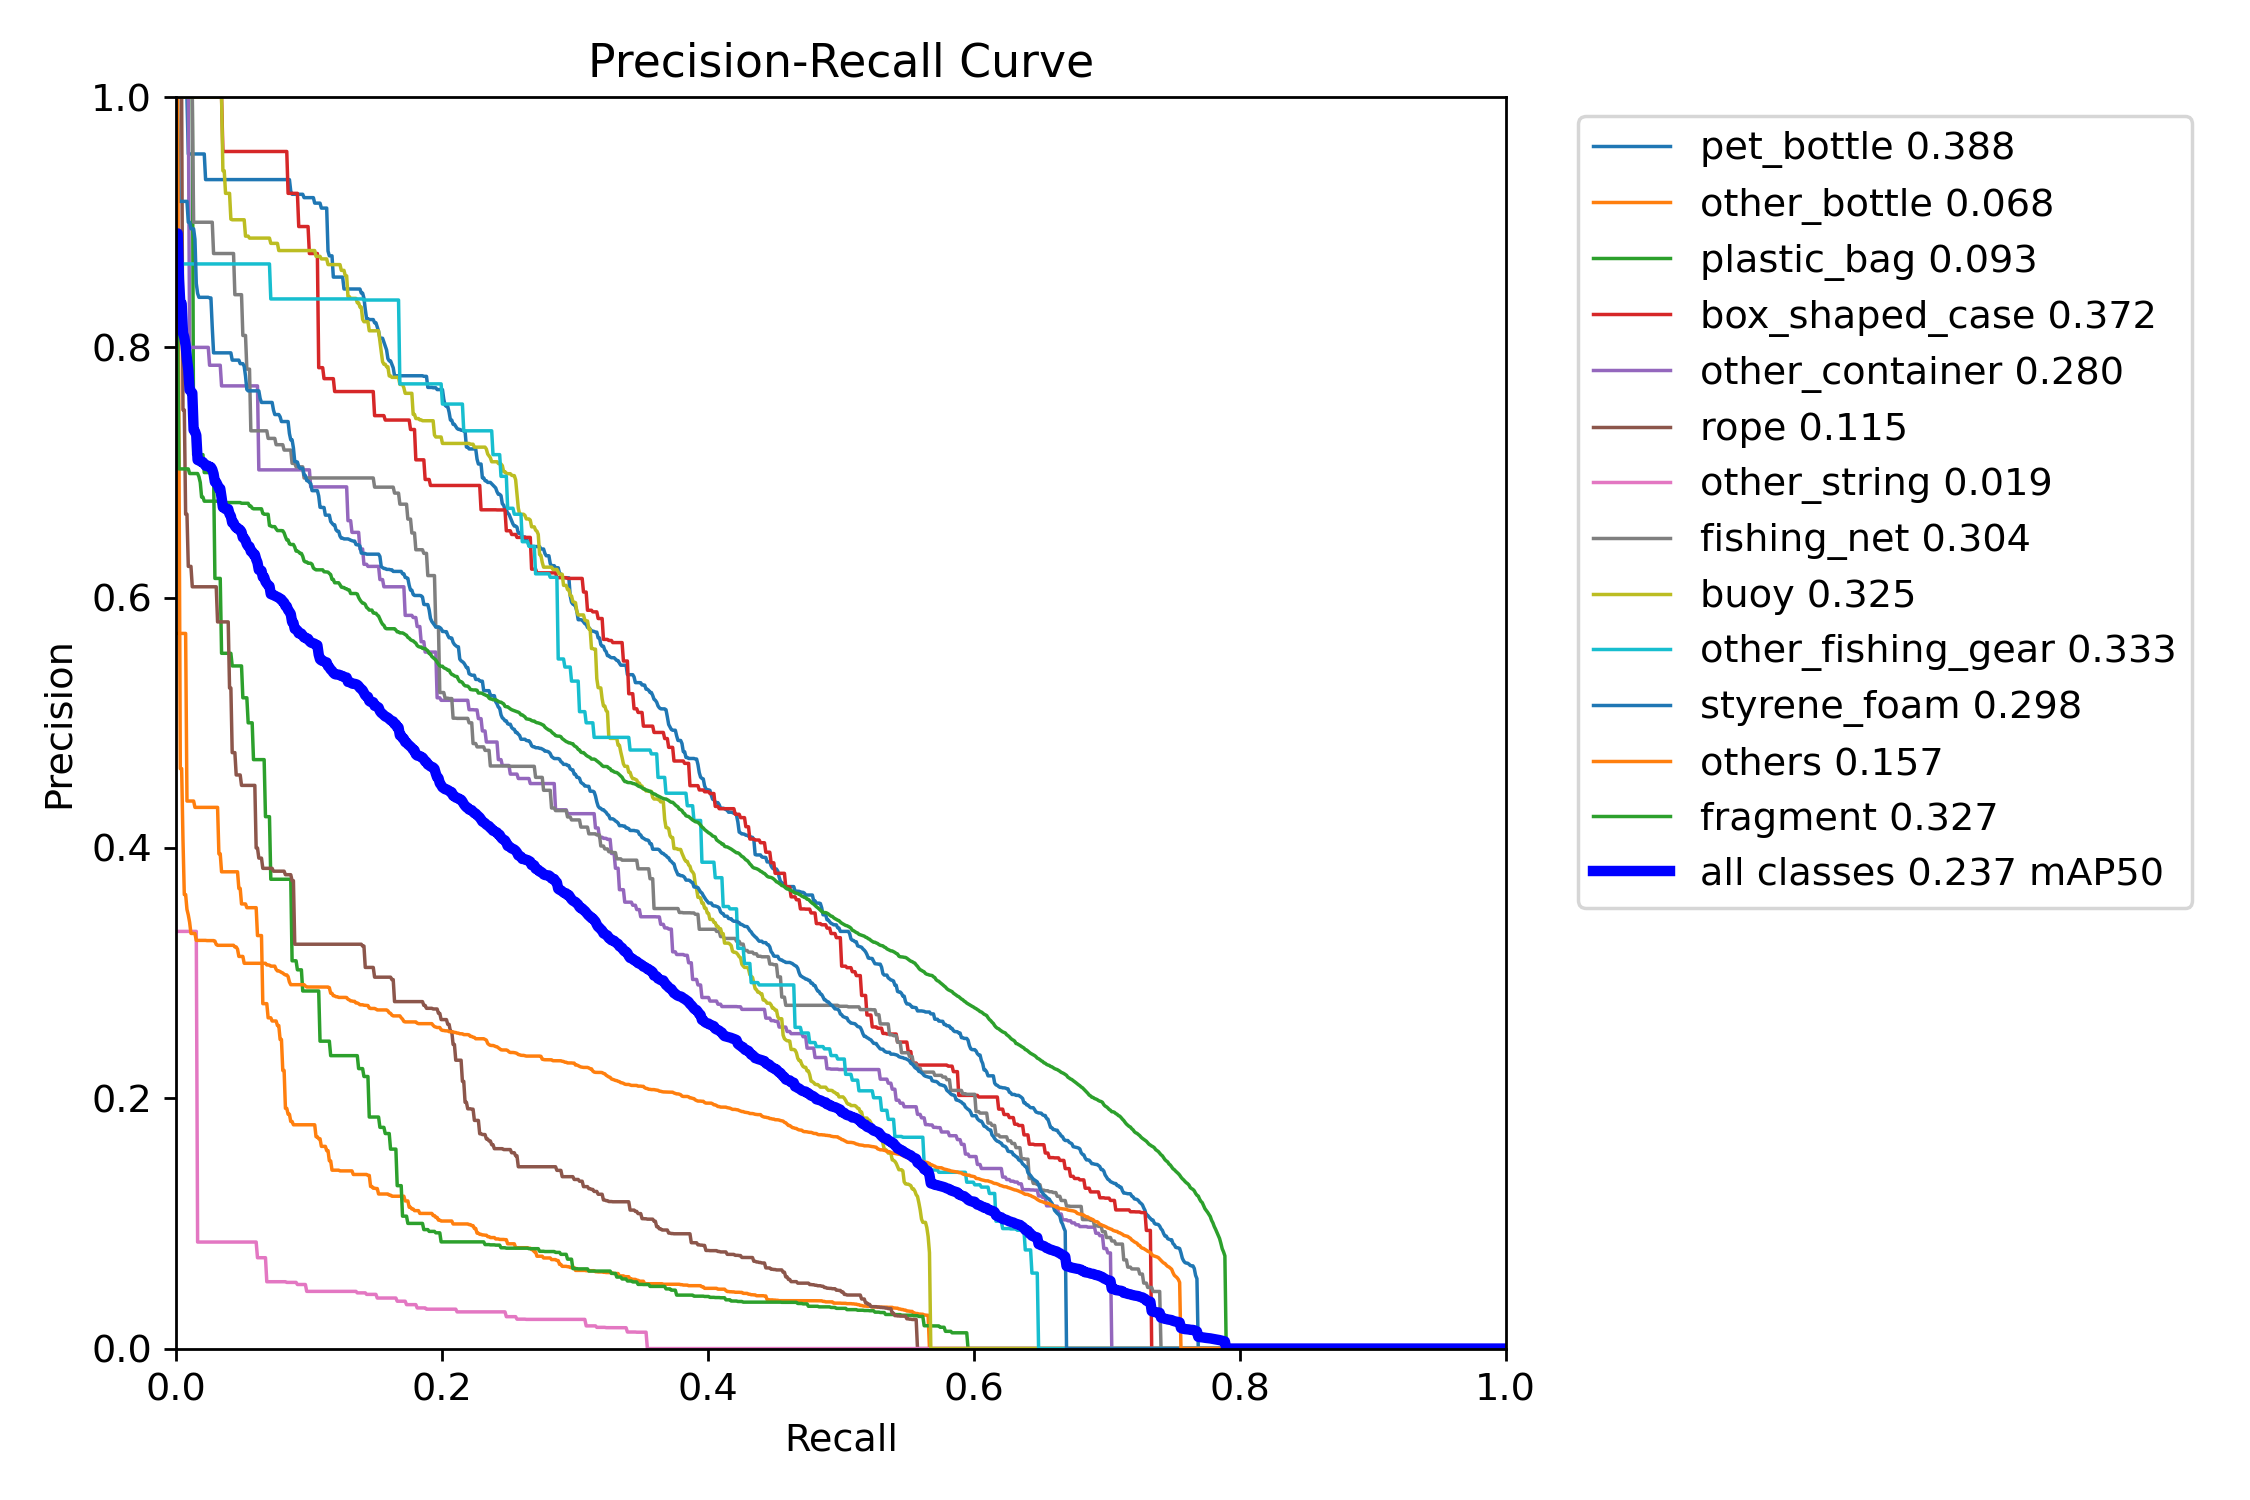 Precision-Recall Curve
1.0
0.8
0.6
0.4
0.2
0.0
Precision
0.0 0.2 0.4 0.6 0.8 1.0
Recall
pet_bottle 0.388
other_bottle 0.068
plastic_bag 0.093
box_shaped_case 0.372
other_container 0.280
rope 0.115
other_string 0.019
fishing_net 0.304
buoy 0.325
other_fishing_gear 0.333
styrene_foam 0.298
others 0.157
fragment 0.327
all classes 0.237 mAP50